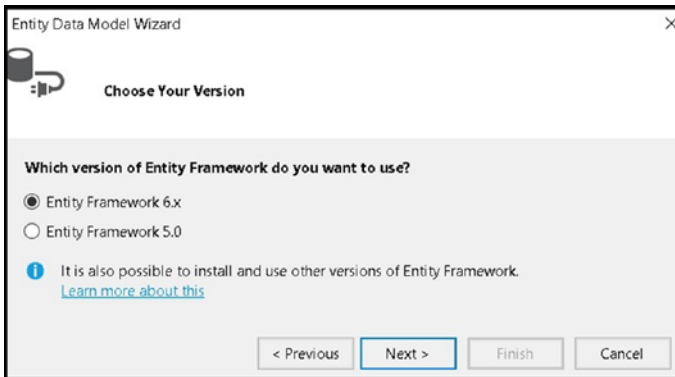 Entity Data Model Wizard
Choose Your Version
Which version of Entity Framework do you want to use?
Entity Framework 6.x
Entity Framework 5.0
It is also possible to install and use other versions of Entity Framework.
Learn more about this
< Previous Next > Finish Cancel